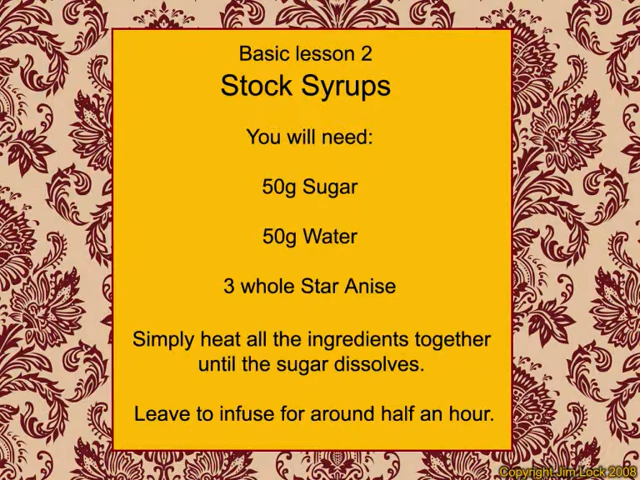 Basic lesson 2
Stock Syrups
You will need:
50g Sugar
50g Water
3 whole Star Anise
Simply heat all the ingredients together
until the sugar dissolves.
Leave to infuse for around half an hour.
Copyright Jim Lock 2008